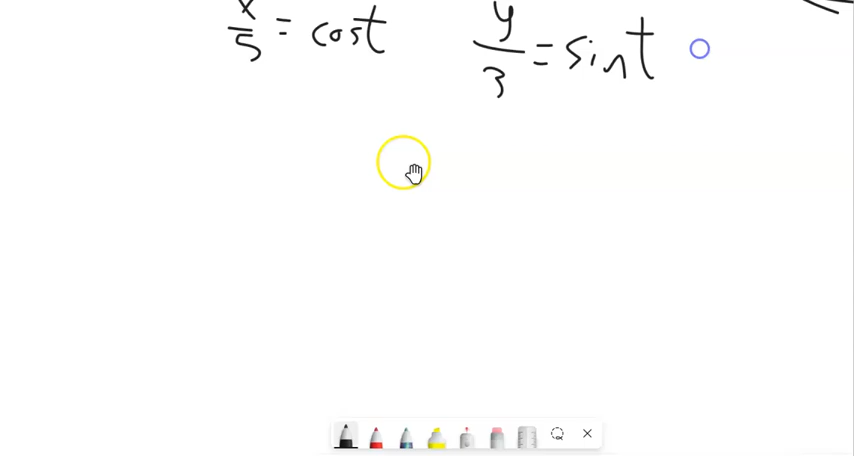 x/5 = cost
y/3 = sint